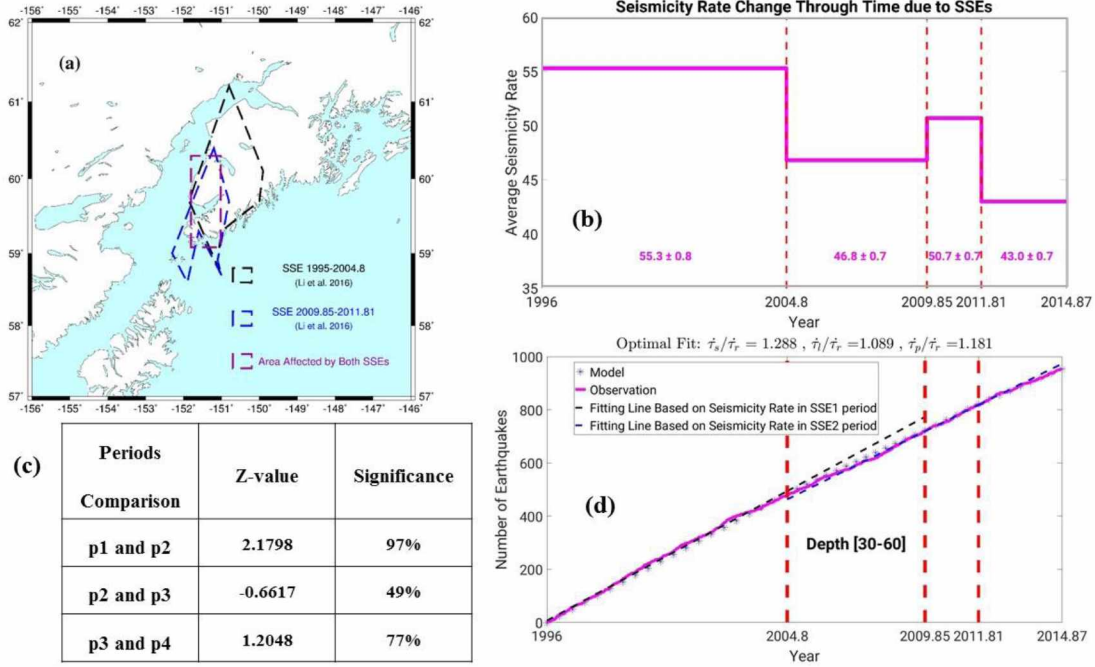 -156° -155° -154° -153° -152° -151° -150° -149° -148° -147° -146°
62° 62°
(a)
61° 61°
60° 60°
59° 59°
58° 58°
57° 57°
SSE 1995-2004.8
(Li et al. 2016)
SSE 2009.85-2011.81
(Li et al. 2016)
Area Affected by Both SSEs
-156° -155° -154° -153° -152° -151° -150° -149° -148° -147° -146°
Seismicity Rate Change Through Time due to SSEs
Average Seismicity Rate
60
55
50
45
40
35
(b)
55.3 ± 0.8 46.8 ± 0.7 50.7 ± 0.7 43.0 ± 0.7
1996 2004.8 2009.85 2011.81 2014.87
Year
(c)
Periods Comparison Z-value Significance
p1 and p2 2.1798 97%
p2 and p3 -0.6617 49%
p3 and p4 1.2048 77%
Optimal Fit: τ̇s/τ̇r = 1.288 , τ̇l/τ̇r =1.089 , τ̇p/τ̇r =1.181
Number of Earthquakes
1000
800
600
400
200
0
Model
Observation
Fitting Line Based on Seismicity Rate in SSE1 period
Fitting Line Based on Seismicity Rate in SSE2 period
(d)
Depth [30-60]
1996 2004.8 2009.85 2011.81 2014.87
Year